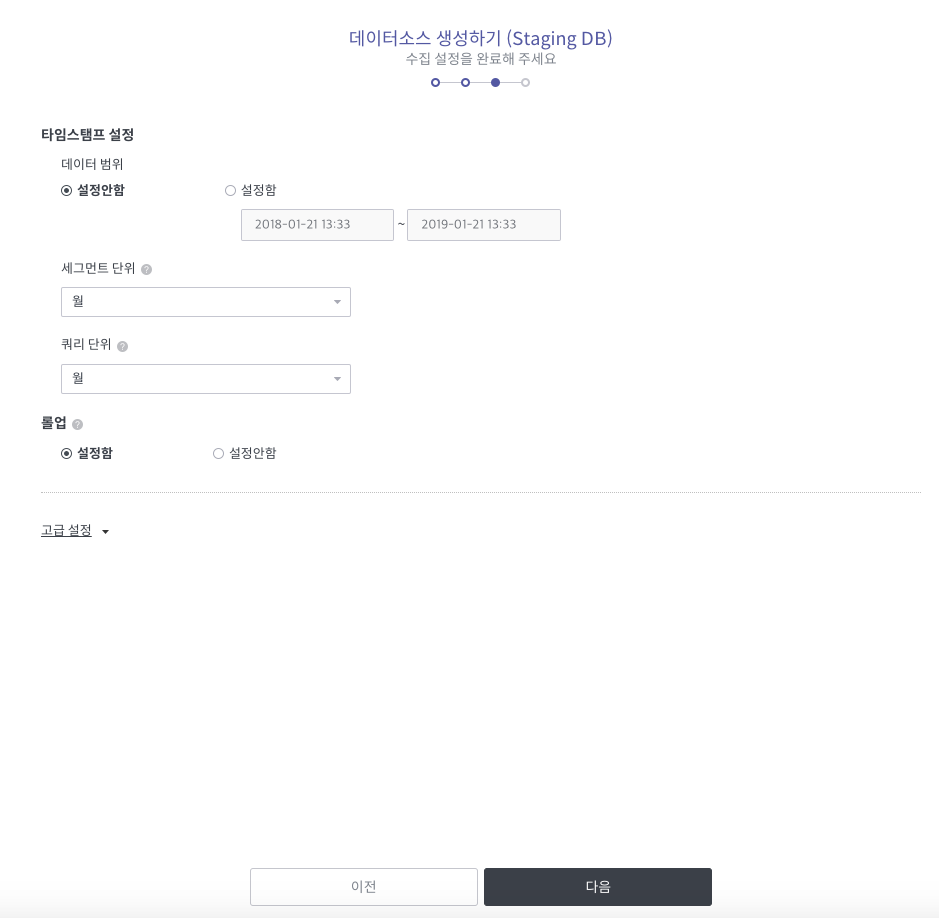 데이터소스 생성하기 (Staging DB)
수집 설정을 완료해 주세요
타임스탬프 설정
데이터 범위
설정안함 설정함
2018-01-21 13:33 ~ 2019-01-21 13:33
세그먼트 단위 ?
월
쿼리 단위 ?
월
롤업 ?
설정함 설정안함
고급 설정
이전 다음